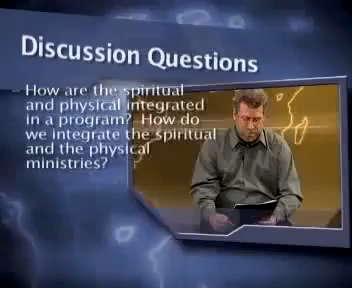 Discussion Questions
How are the spiritual
and physical integrated
in a program? How do
we integrate the spiritual
and the physical
ministries?